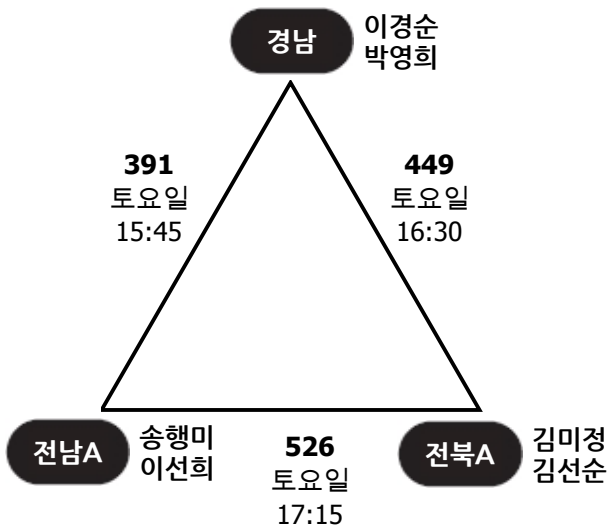 경남
이경순
박영희
391
토요일
15:45
449
토요일
16:30
전남A
송행미
이선희
526
토요일
17:15
전북A
김미정
김선순